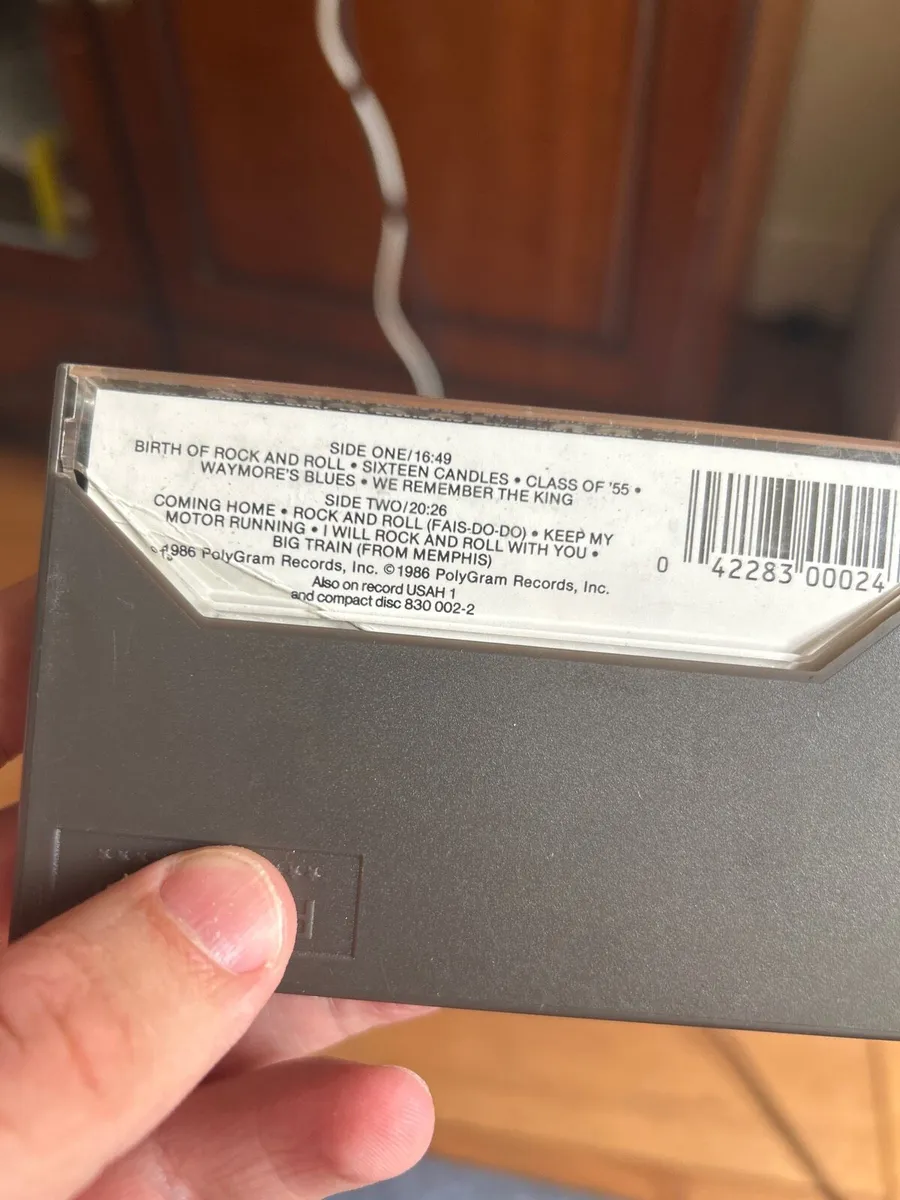 SIDE ONE/16:49
BIRTH OF ROCK AND ROLL • SIXTEEN CANDLES • CLASS OF '55 •
WAYMORE'S BLUES • WE REMEMBER THE KING
SIDE TWO/20:26
COMING HOME • ROCK AND ROLL (FAIS-DO-DO) • KEEP MY
MOTOR RUNNING • I WILL ROCK AND ROLL WITH YOU •
BIG TRAIN (FROM MEMPHIS)
1986 PolyGram Records, Inc. ©1986 PolyGram Records, Inc.
Also on record USAH 1
and compact disc 830 002-2
0 42283 00024